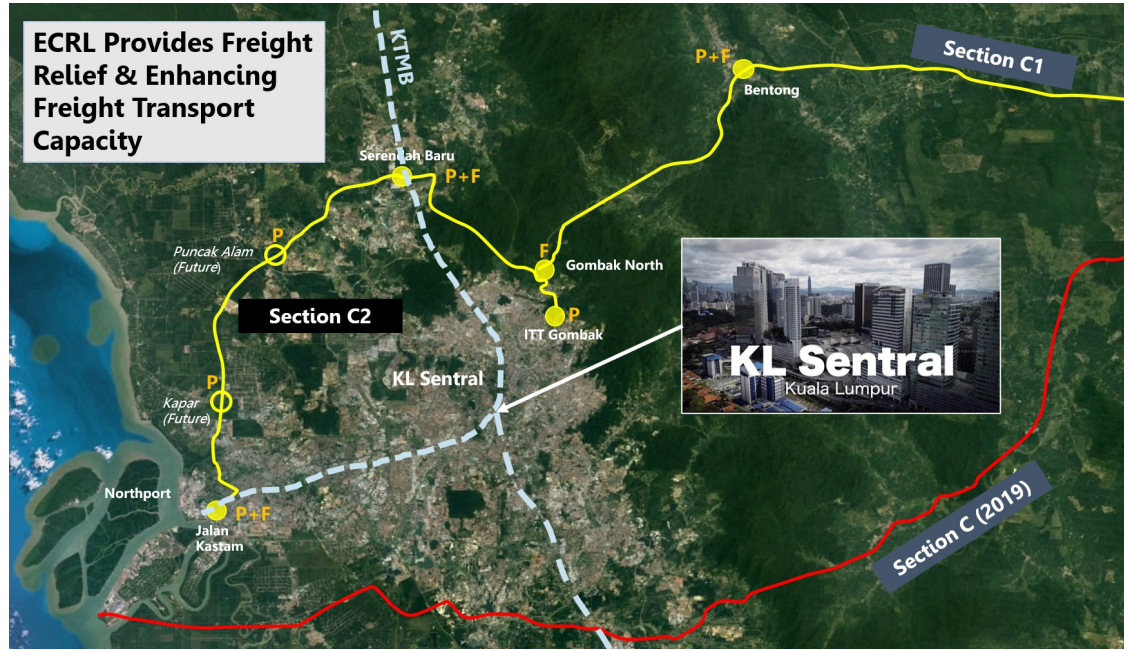 ECRL Provides Freight
Relief & Enhancing
Freight Transport
Capacity
KTMB
Section C1
P+F
Bentong
Serendah Baru
P+F
P
Puncak Alam
(Future)
F
Gombak North
P
ITT Gombak
Section C2
KL Sentral
KL Sentral
Kuala Lumpur
P
Kapar
(Future)
Northport
P+F
Jalan
Kastam
Section C (2019)